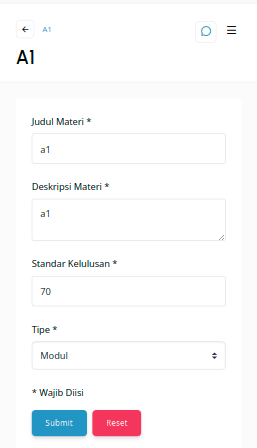 A1
A1
Judul Materi *
a1
Deskripsi Materi *
a1
Standar Kelulusan *
70
Tipe *
Modul
* Wajib Diisi
Submit
Reset